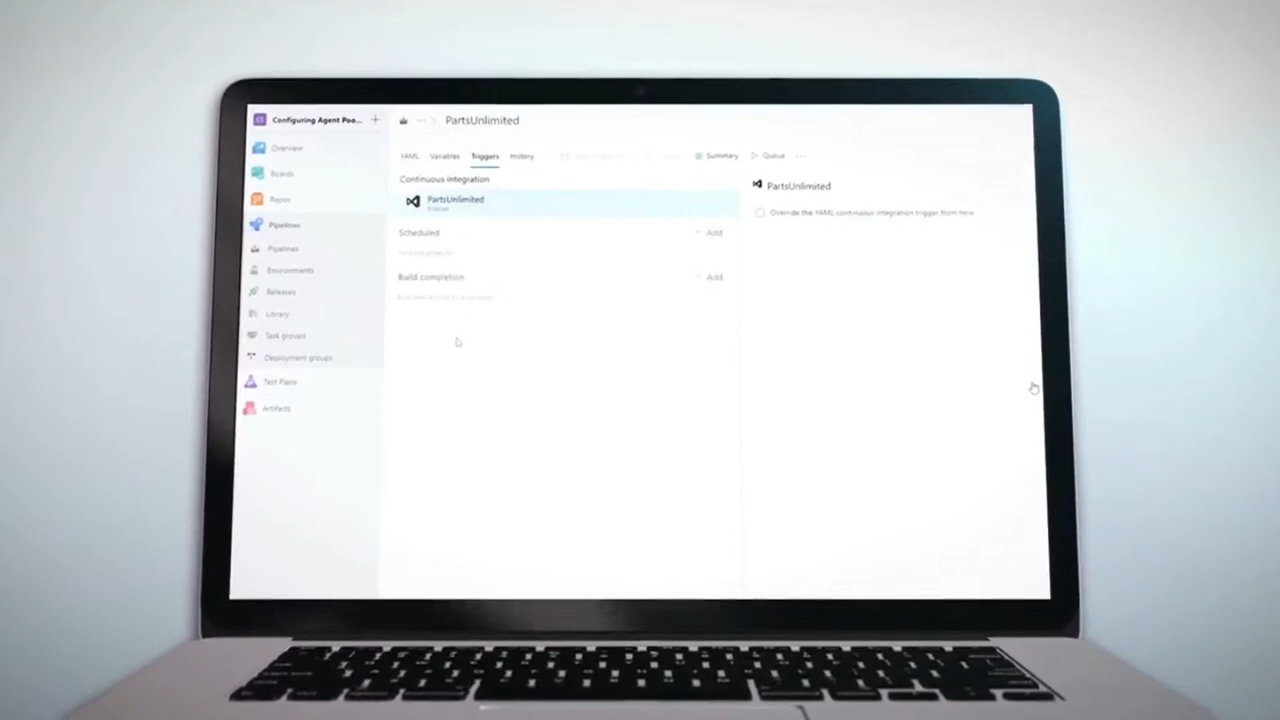 Configuring Agent Poo... +
PartsUnlimited
Overview
Boards
Repos
Pipelines
Pipelines
Environments
Releases
Library
Task groups
Deployment groups
Test Plans
Artifacts
YAML Variables Triggers History Summary Queue ...
Continuous integration
PartsUnlimited
Scheduled Add
Build completion Add
PartsUnlimited
Override the YAML continuous integration trigger from here